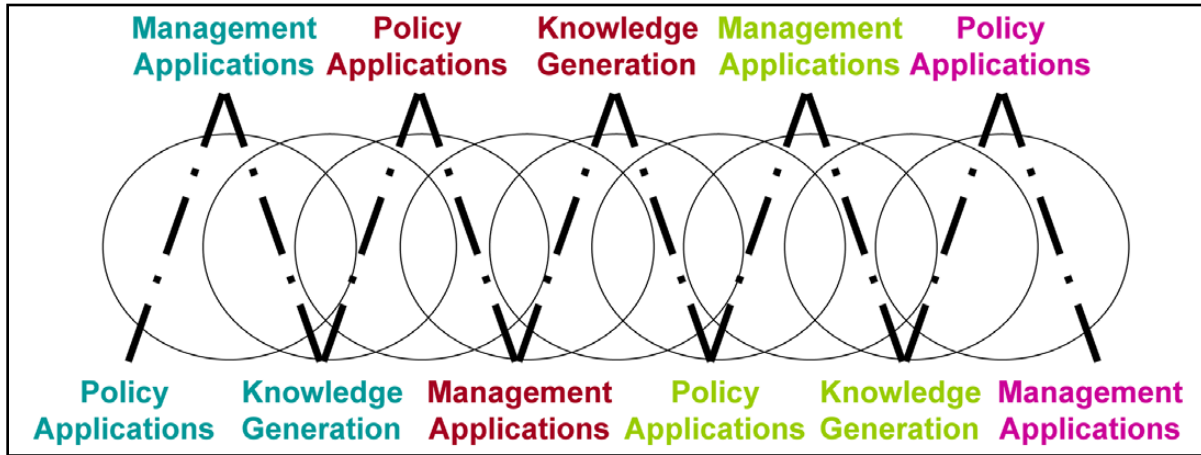 Management Policy Knowledge Management Policy
Applications Applications Generation Applications Applications
Policy Knowledge Management Policy Knowledge Management
Applications Generation Applications Applications Generation Applications